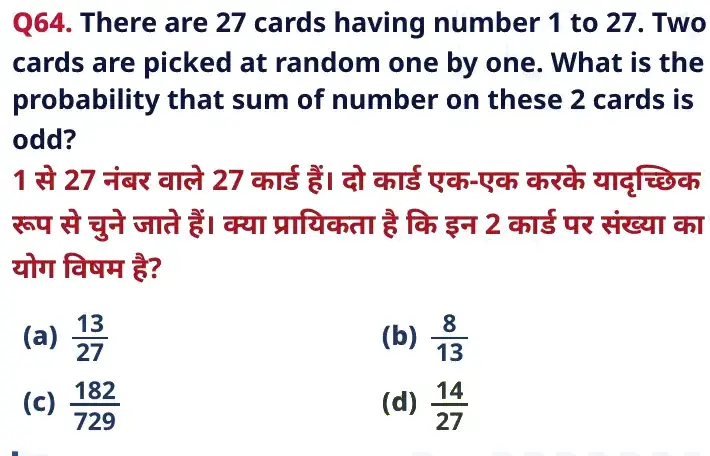 Q64. There are 27 cards having number 1 to 27. Two
cards are picked at random one by one. What is the
probability that sum of number on these 2 cards is
odd?
1 से 27 नंबर वाले 27 कार्ड हैं। दो कार्ड एक-एक करके यादृच्छिक
रूप से चुने जाते हैं। क्या प्रायिकता है कि इन 2 कार्ड पर संख्या का
योग विषम है?
(a) 13/27 (b) 8/13
(c) 182/729 (d) 14/27